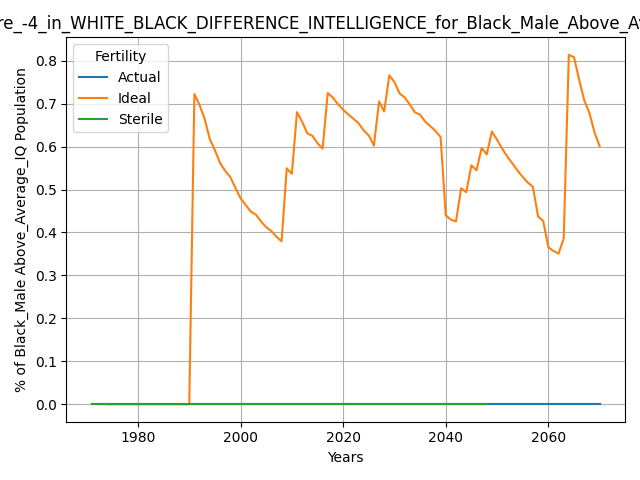 re_-4_in_WHITE_BLACK_DIFFERENCE_INTELLIGENCE_for_Black_Male_Above_Av
Fertility
Actual
Ideal
Sterile
% of Black_Male Above_Average_IQ Population
0.8
0.7
0.6
0.5
0.4
0.3
0.2
0.1
0.0
1980 2000 2020 2040 2060
Years